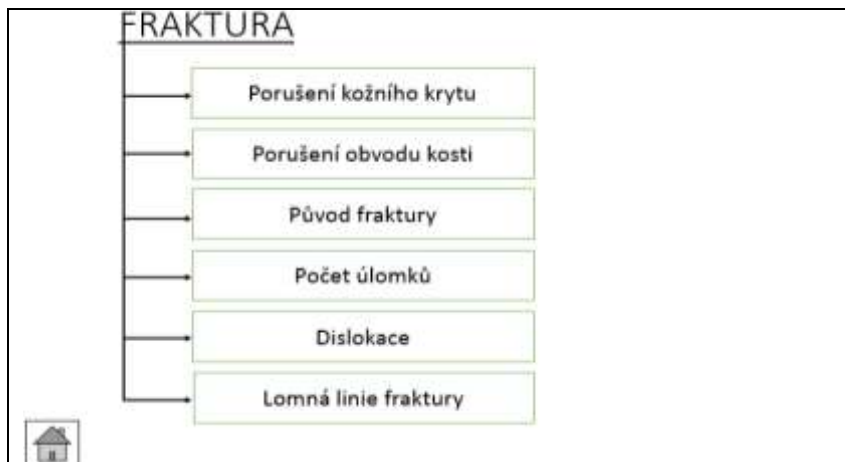 FRAKTURA
Porušení kožního krytu
Porušení obvodu kosti
Původ fraktury
Počet úlomků
Dislokace
Lomná linie fraktury